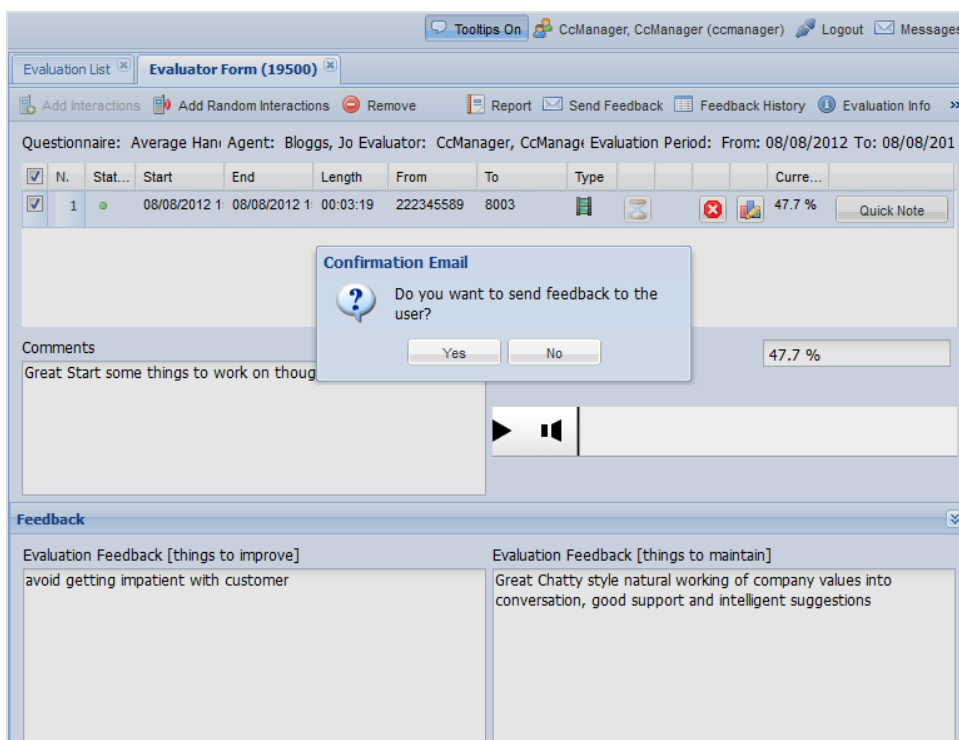 Tooltips On CcManager, CcManager (ccmanager) Logout Messages
Evaluation List Evaluator Form (19500)
Add Interactions Add Random Interactions Remove Report Send Feedback Feedback History Evaluation Info »
Questionnaire: Average Han Agent: Bloggs, Jo Evaluator: CcManager, CcManage Evaluation Period: From: 08/08/2012 To: 08/08/201
N. Stat... Start End Length From To Type Curre...
1 08/08/2012 1 08/08/2012 1 00:03:19 222345589 8003 47.7 % Quick Note
Confirmation Email
Do you want to send feedback to the
user?
Yes No
Comments
47.7 %
Great Start some things to work on thoug
Feedback
Evaluation Feedback [things to improve] Evaluation Feedback [things to maintain]
avoid getting impatient with customer Great Chatty style natural working of company values into
conversation, good support and intelligent suggestions